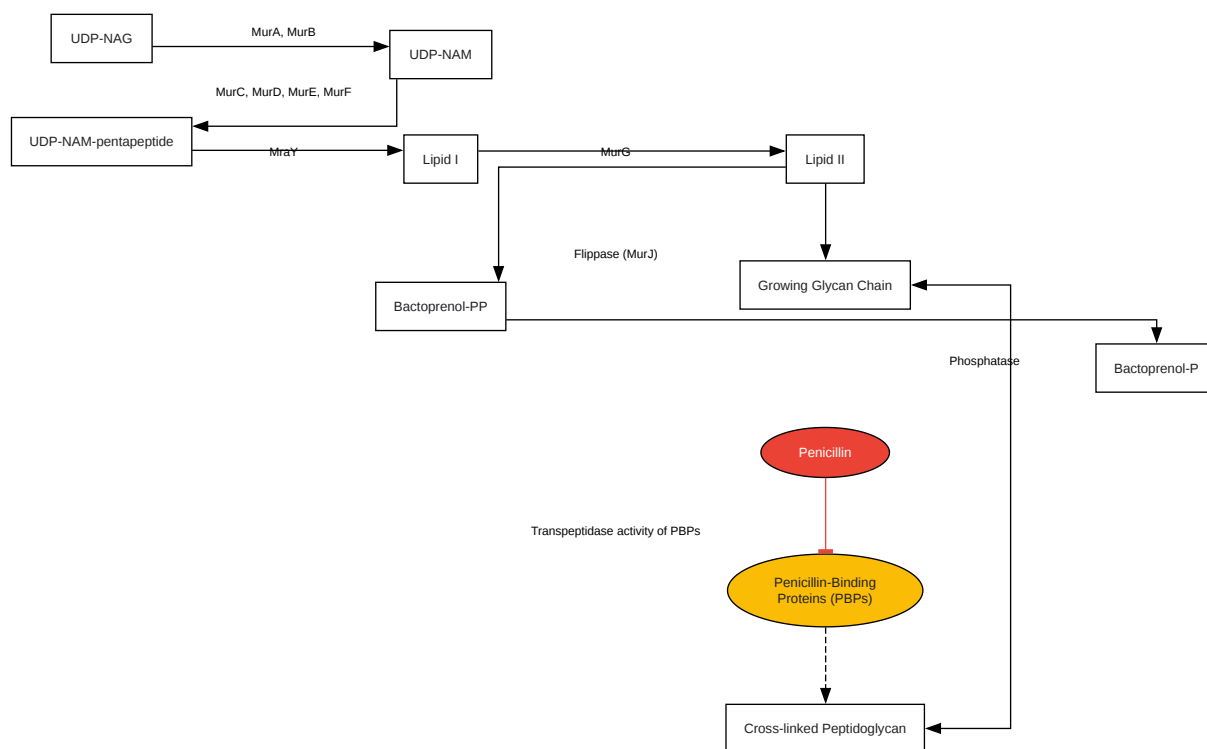 UDP-NAG
MurA, MurB
UDP-NAM
MurC, MurD, MurE, MurF
UDP-NAM-pentapeptide
MraY
Lipid I
MurG
Lipid II
Flippase (MurJ)
Growing Glycan Chain
Bactoprenol-PP
Phosphatase
Bactoprenol-P
Penicillin
Transpeptidase activity of PBPs
Penicillin-Binding
Proteins (PBPs)
Cross-linked Peptidoglycan